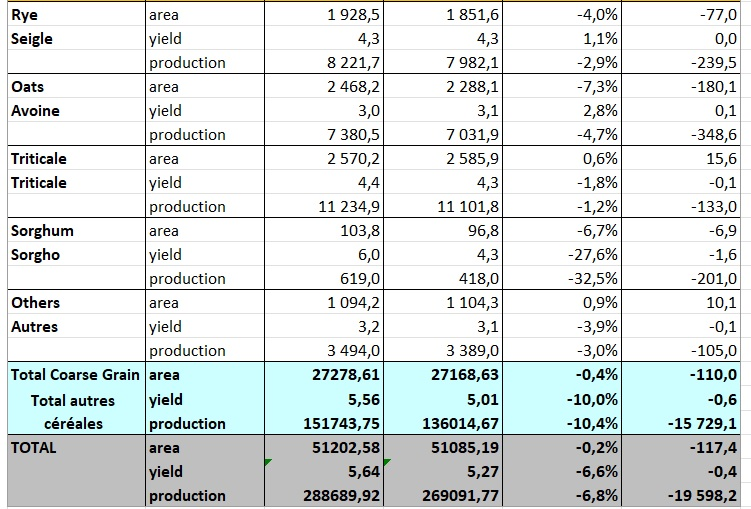 Rye area 1 928,5 1 851,6 -4,0% -77,0
Seigle yield 4,3 4,3 1,1% 0,0
production 8 221,7 7 982,1 -2,9% -239,5
Oats area 2 468,2 2 288,1 -7,3% -180,1
Avoine yield 3,0 3,1 2,8% 0,1
production 7 380,5 7 031,9 -4,7% -348,6
Triticale area 2 570,2 2 585,9 0,6% 15,6
Triticale yield 4,4 4,3 -1,8% -0,1
production 11 234,9 11 101,8 -1,2% -133,0
Sorghum area 103,8 96,8 -6,7% -6,9
Sorgho yield 6,0 4,3 -27,6% -1,6
production 619,0 418,0 -32,5% -201,0
Others area 1 094,2 1 104,3 0,9% 10,1
Autres yield 3,2 3,1 -3,9% -0,1
production 3 494,0 3 389,0 -3,0% -105,0
Total Coarse Grain area 27278,61 27168,63 -0,4% -110,0
Total autres yield 5,56 5,01 -10,0% -0,6
céréales production 151743,75 136014,67 -10,4% -15 729,1
TOTAL area 51202,58 51085,19 -0,2% -117,4
yield 5,64 5,27 -6,6% -0,4
production 288689,92 269091,77 -6,8% -19 598,2